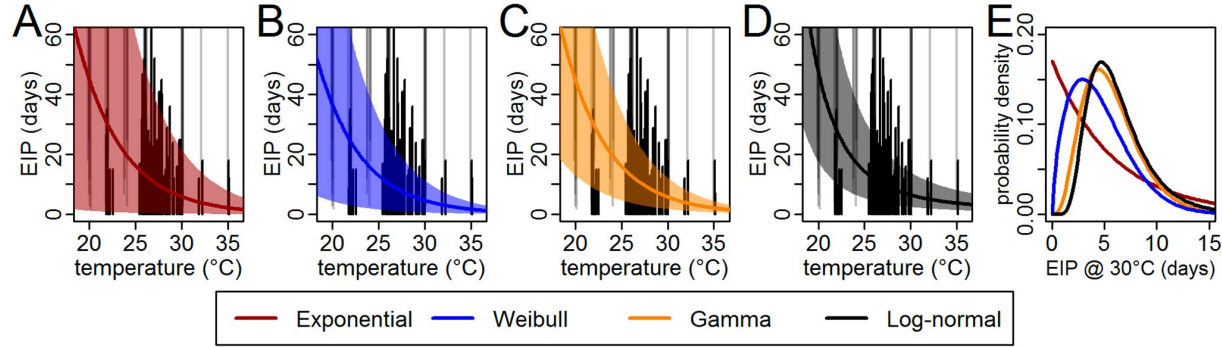 A
EIP (days)
0 20 40 60
20 25 30 35
temperature (°C)
B
EIP (days)
0 20 40 60
20 25 30 35
temperature (°C)
C
EIP (days)
0 20 40 60
20 25 30 35
temperature (°C)
D
EIP (days)
0 20 40 60
20 25 30 35
temperature (°C)
E
probability density
0.00 0.10 0.20
0 5 10 15
EIP @ 30°C (days)
Exponential Weibull Gamma Log-normal